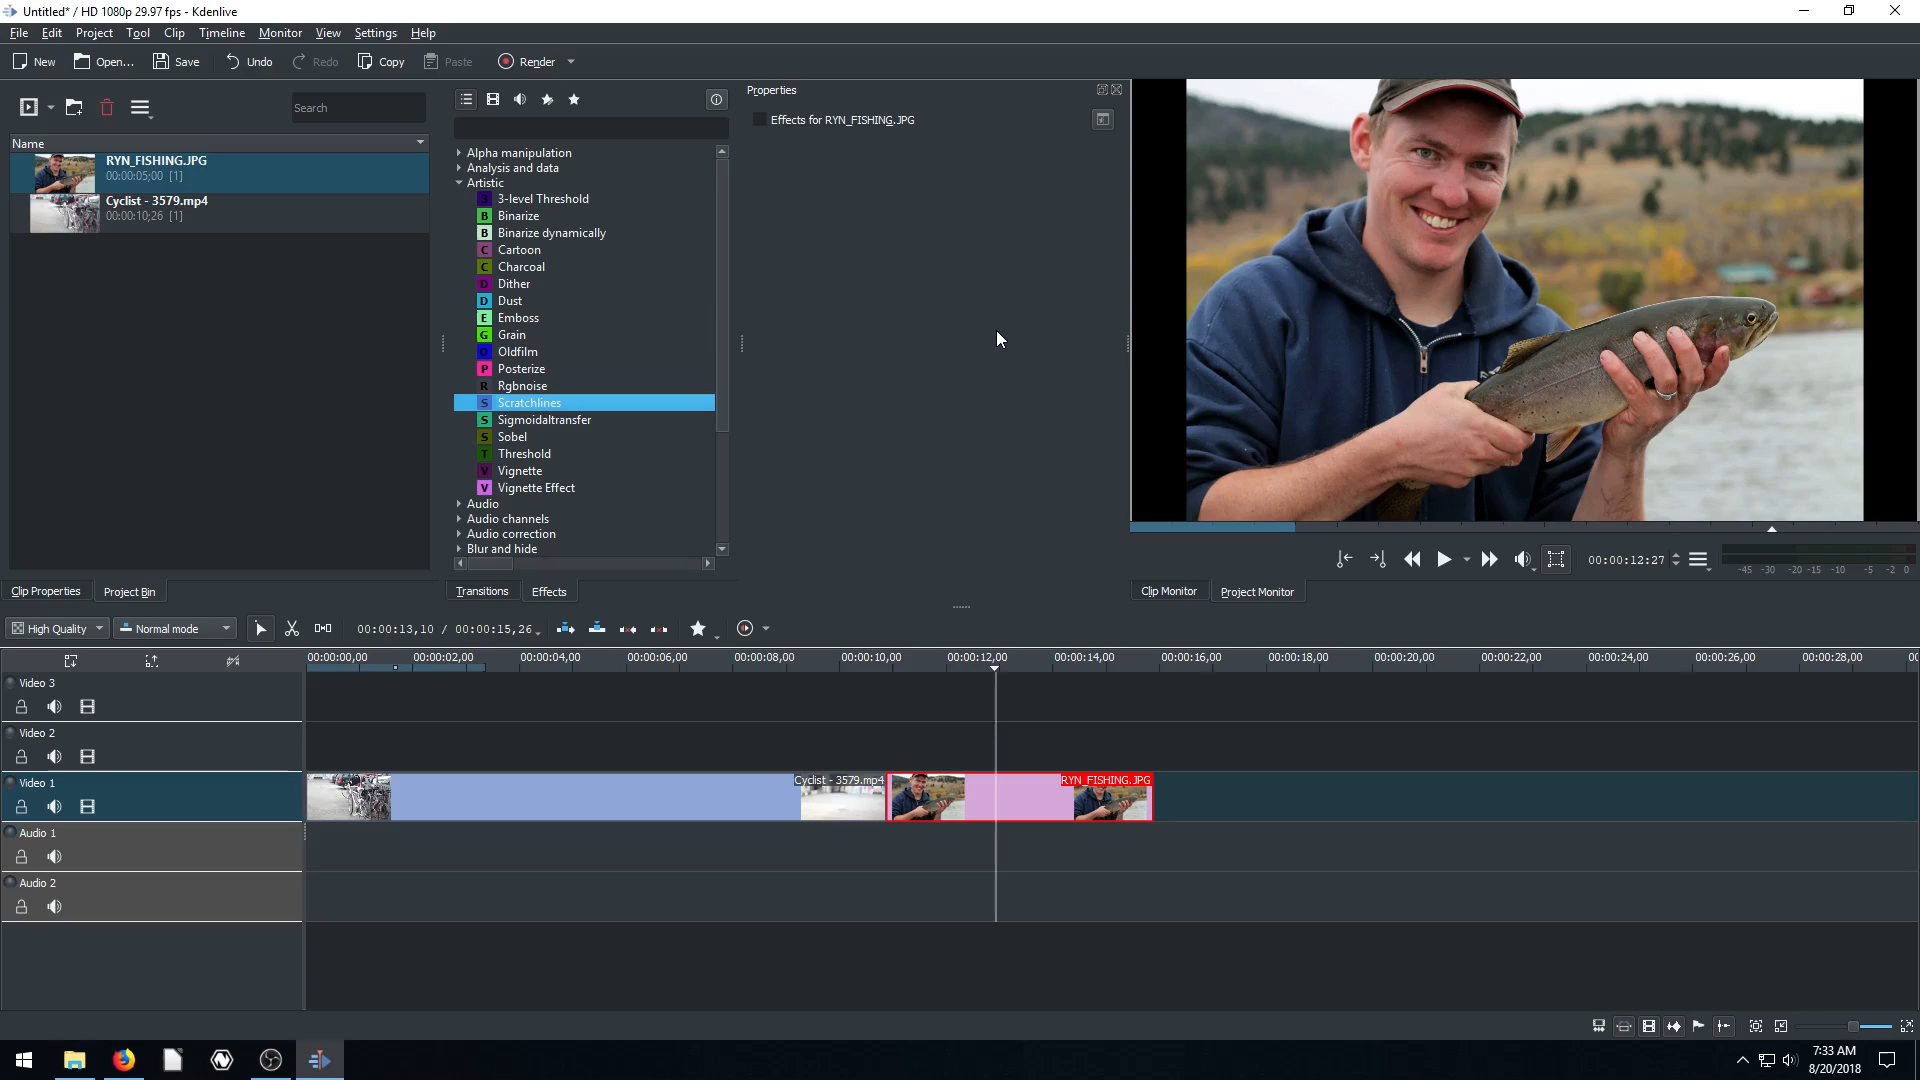 Untitled* / HD 1080p 29.97 fps - Kdenlive
File Edit Project Tool Clip Timeline Monitor View Settings Help
New Open... Save Undo Redo Copy Paste Render
Search
Name
RYN_FISHING.JPG
00:00:05;00 [1]
Cyclist - 3579.mp4
00:00:10;26 [1]
Clip Properties Project Bin
Alpha manipulation
Analysis and data
Artistic
3 3-level Threshold
B Binarize
B Binarize dynamically
C Cartoon
C Charcoal
D Dither
D Dust
E Emboss
G Grain
O Oldfilm
P Posterize
R Rgbnoise
S Scratchlines
S Sigmoidaltransfer
S Sobel
T Threshold
V Vignette
V Vignette Effect
Audio
Audio channels
Audio correction
Blur and hide
Transitions Effects
Properties
Effects for RYN_FISHING.JPG
00:00:12:27
-45 -30 -20 -15 -10 -5 -2 0
Clip Monitor Project Monitor
High Quality Normal mode 00:00:13,10 / 00:00:15,26
00:00:00,00 00:00:02,00 00:00:04,00 00:00:06,00 00:00:08,00 00:00:10,00 00:00:12,00 00:00:14,00 00:00:16,00 00:00:18,00 00:00:20,00 00:00:22,00 00:00:24,00 00:00:26,00 00:00:28,00 00
Video 3
Video 2
Video 1
Cyclist - 3579.mp4 RYN_FISHING.JPG
Audio 1
Audio 2
7:33 AM
8/20/2018